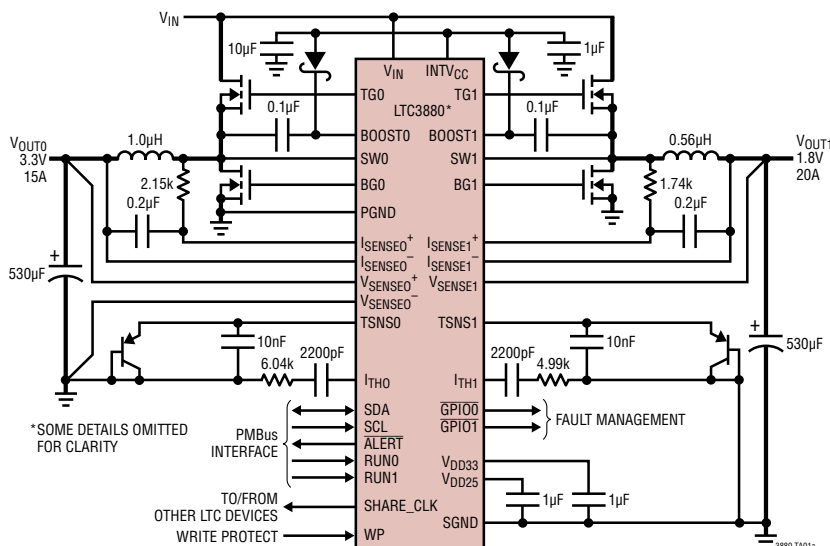 VIN
10µF
1µF
VIN
INTVCC
TG0
TG1
LTC3880*
0.1µF
0.1µF
BOOST0
BOOST1
VOUT0
3.3V
15A
1.0µH
SW0
SW1
0.56µH
VOUT1
1.8V
20A
2.15k
BG0
BG1
1.74k
0.2µF
PGND
0.2µF
ISENSE0+
ISENSE1+
ISENSE0–
ISENSE1–
VSENSE0+
VSENSE1
VSENSE0–
+
530µF
TSNS0
TSNS1
+
530µF
10nF
10nF
2200pF
2200pF
6.04k
4.99k
ITH0
ITH1
SDA
GPIO0
SCL
GPIO1
FAULT MANAGEMENT
*SOME DETAILS OMITTED
FOR CLARITY
PMBus
INTERFACE
ALERT
RUN0
VDD33
RUN1
VDD25
1µF
1µF
TO/FROM
OTHER LTC DEVICES
SHARE_CLK
SGND
WRITE PROTECT
WP
3880 TA01a